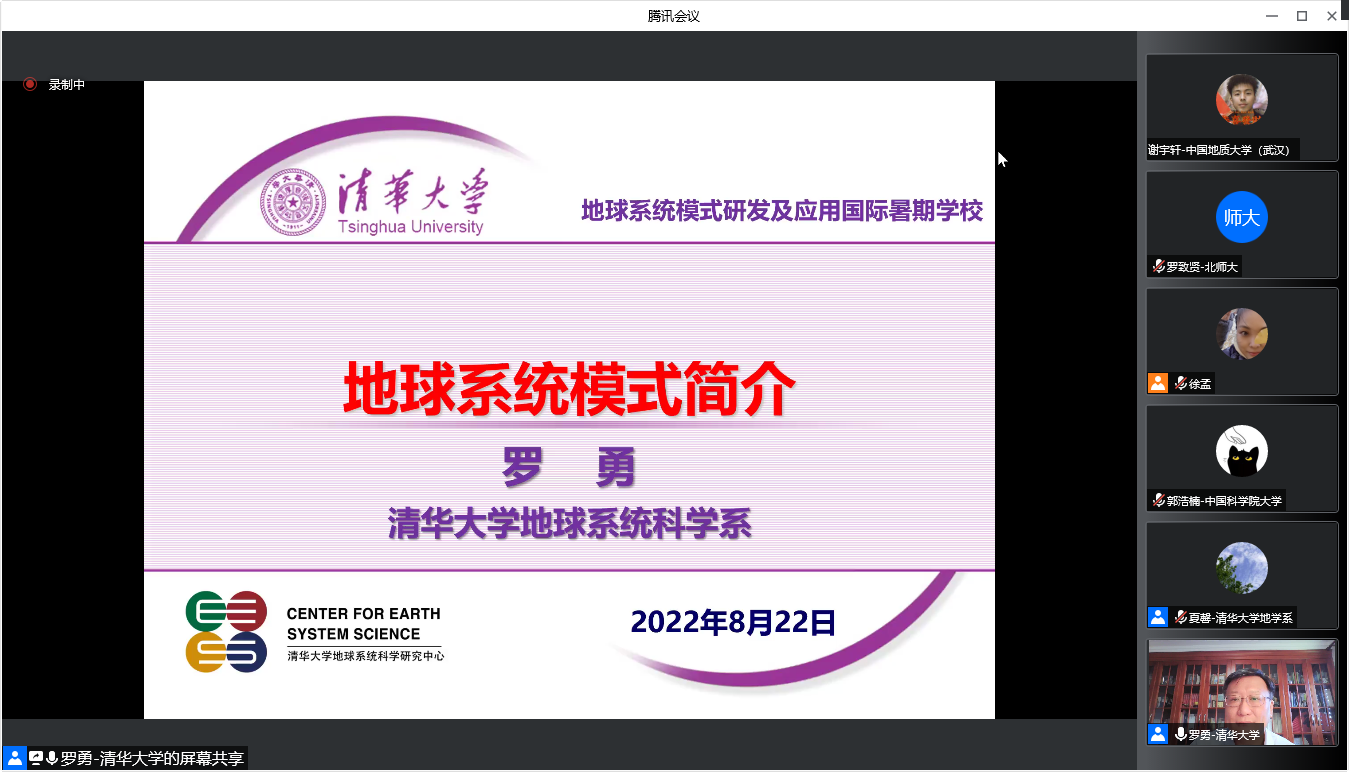 腾讯会议
录制中
清華大学
Tsinghua University
地球系统模式研发及应用国际暑期学校
地球系统模式简介
罗 勇
清华大学地球系统科学系
CENTER FOR EARTH
SYSTEM SCIENCE
清华大学地球系统科学研究中心
2022年8月22日
罗勇-清华大学的屏幕共享
谢宇轩-中国地质大学（武汉）
师大
罗致贤-北师大
徐孟
郭浩楠-中国科学院大学
夏馨-清华大学地学系
罗勇-清华大学